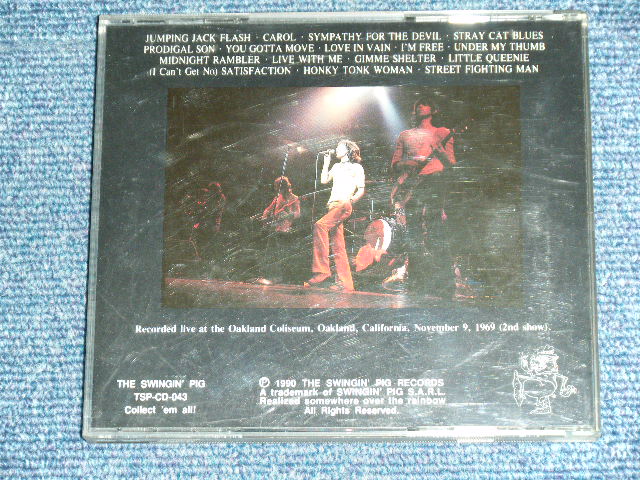 JUMPING JACK FLASH · CAROL · SYMPATHY FOR THE DEVIL · STRAY CAT BLUES
PRODIGAL SON · YOU GOTTA MOVE · LOVE IN VAIN · I'M FREE · UNDER MY THUMB
MIDNIGHT RAMBLER · LIVE WITH ME · GIMME SHELTER · LITTLE QUEENIE
(I Can't Get No) SATISFACTION · HONKY TONK WOMAN · STREET FIGHTING MAN
Recorded live at the Oakland Coliseum, Oakland, California, November 9, 1969 (2nd show).
THE SWINGIN' PIG
TSP-CD-043
Collect 'em all!
℗ 1990 THE SWINGIN' PIG RECORDS
A trademark of SWINGIN' PIG S.A.R.L.
Realized somewhere over the rainbow
All Rights Reserved.